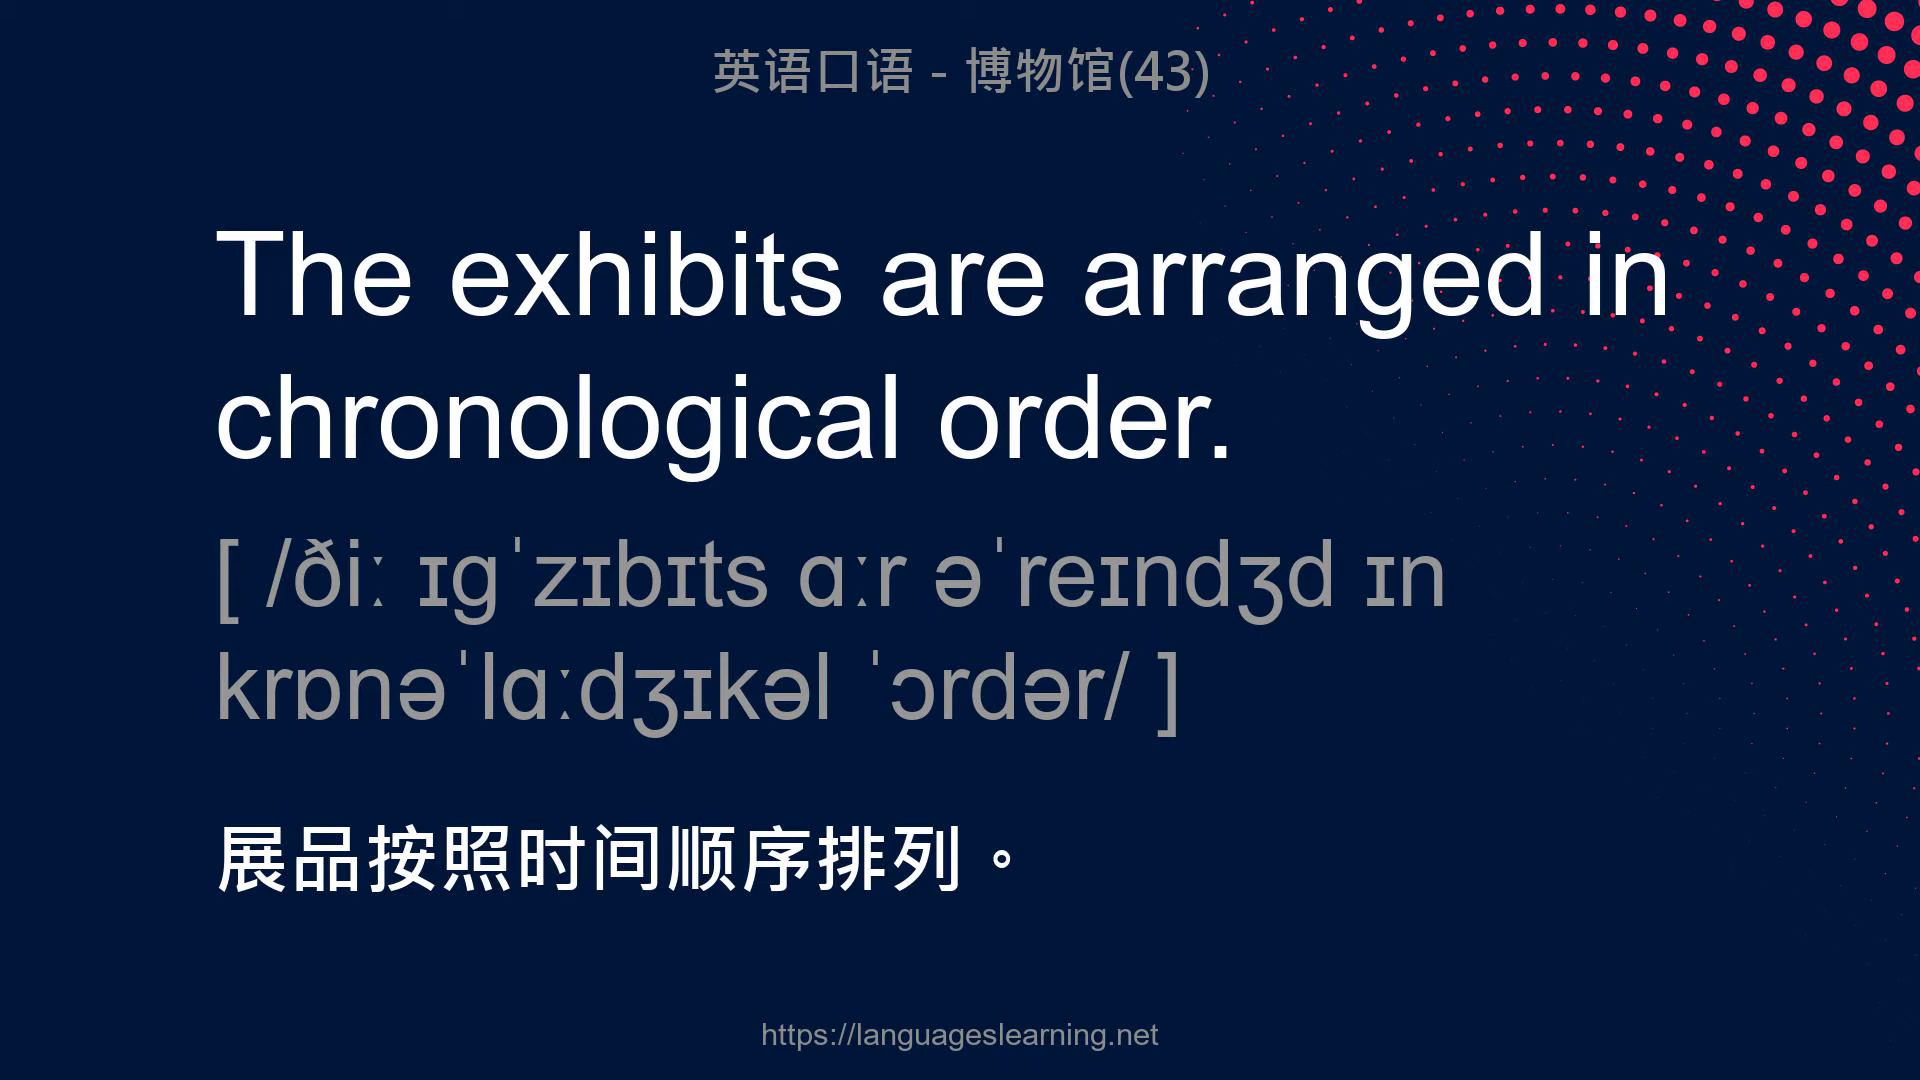 英语口语 - 博物馆(43)
The exhibits are arranged in
chronological order.
[ /ðiː ɪgˈzɪbɪts ɑːr əˈreɪndʒd ɪn
krɒnəˈlɑːdʒɪkəl ˈɔrdər/ ]
展品按照时间顺序排列。
https://languageslearning.net